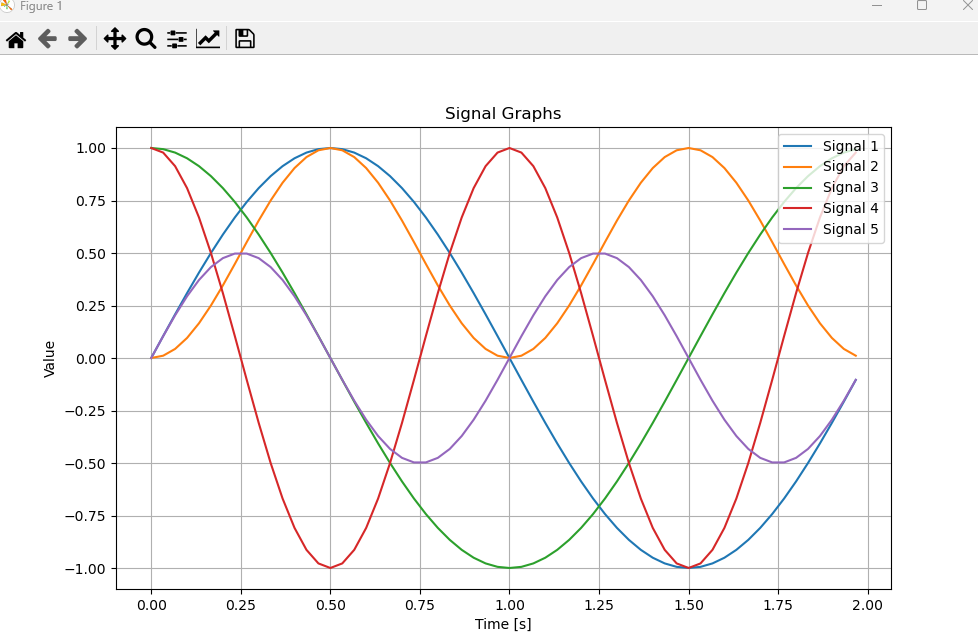 Figure 1
Signal Graphs
1.00
0.75
0.50
0.25
0.00
−0.25
−0.50
−0.75
−1.00
Value
Signal 1
Signal 2
Signal 3
Signal 4
Signal 5
0.00 0.25 0.50 0.75 1.00 1.25 1.50 1.75 2.00
Time [s]